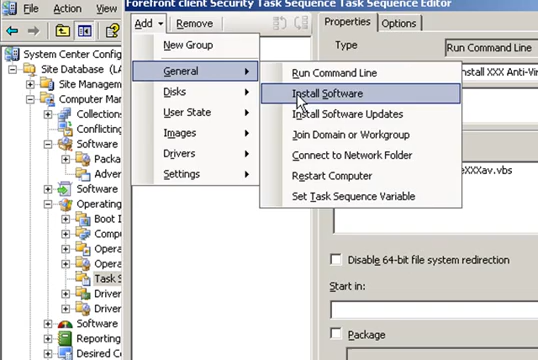 Forefront client Security Task Sequence Task Sequence Editor
File Action View
Add Remove
Properties Options
New Group
General
Disks
User State
Images
Drivers
Settings
Run Command Line
Install Software
Install Software Updates
Join Domain or Workgroup
Connect to Network Folder
Restart Computer
Set Task Sequence Variable
System Center Config
Site Database (LA
Site Managem
Computer Man
Collections
Conflicting
Software
Packa
Adver
Software
Operating
Boot I
Compu
Opera
Opera
Task S
Driver
Driver
Software
Reporting
Desired C
Type
Run Command Line
nstall XXX Anti-Vir
eXXXav.vbs
Disable 64-bit file system redirection
Start in:
Package